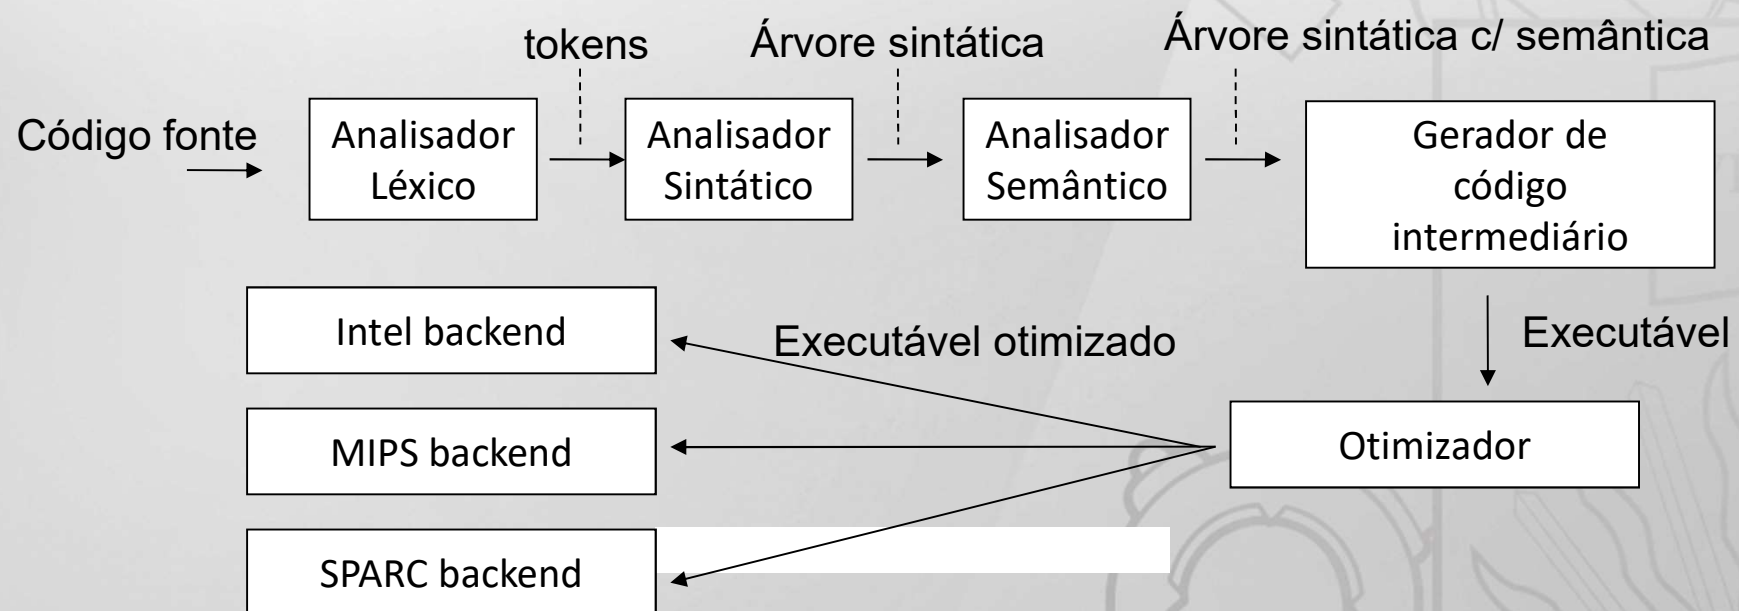 tokens
Árvore sintática
Árvore sintática c/ semântica
Código fonte
Analisador
Léxico
Analisador
Sintático
Analisador
Semântico
Gerador de
código
intermediário
Intel backend
Executável otimizado
Executável
MIPS backend
Otimizador
SPARC backend